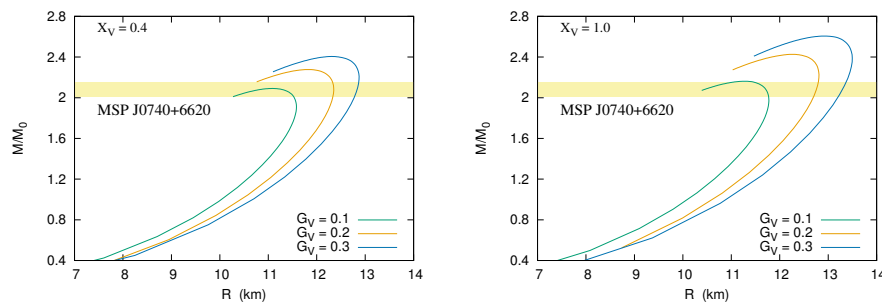 2.8
X_V = 0.4
2.4
2
MSP J0740+6620
1.6
1.2
0.8
0.4
M/M_0
G_V = 0.1
G_V = 0.2
G_V = 0.3
7 8 9 10 11 12 13 14
R (km)
2.8
X_V = 1.0
2.4
2
MSP J0740+6620
1.6
1.2
0.8
0.4
M/M_0
G_V = 0.1
G_V = 0.2
G_V = 0.3
7 8 9 10 11 12 13 14
R (km)